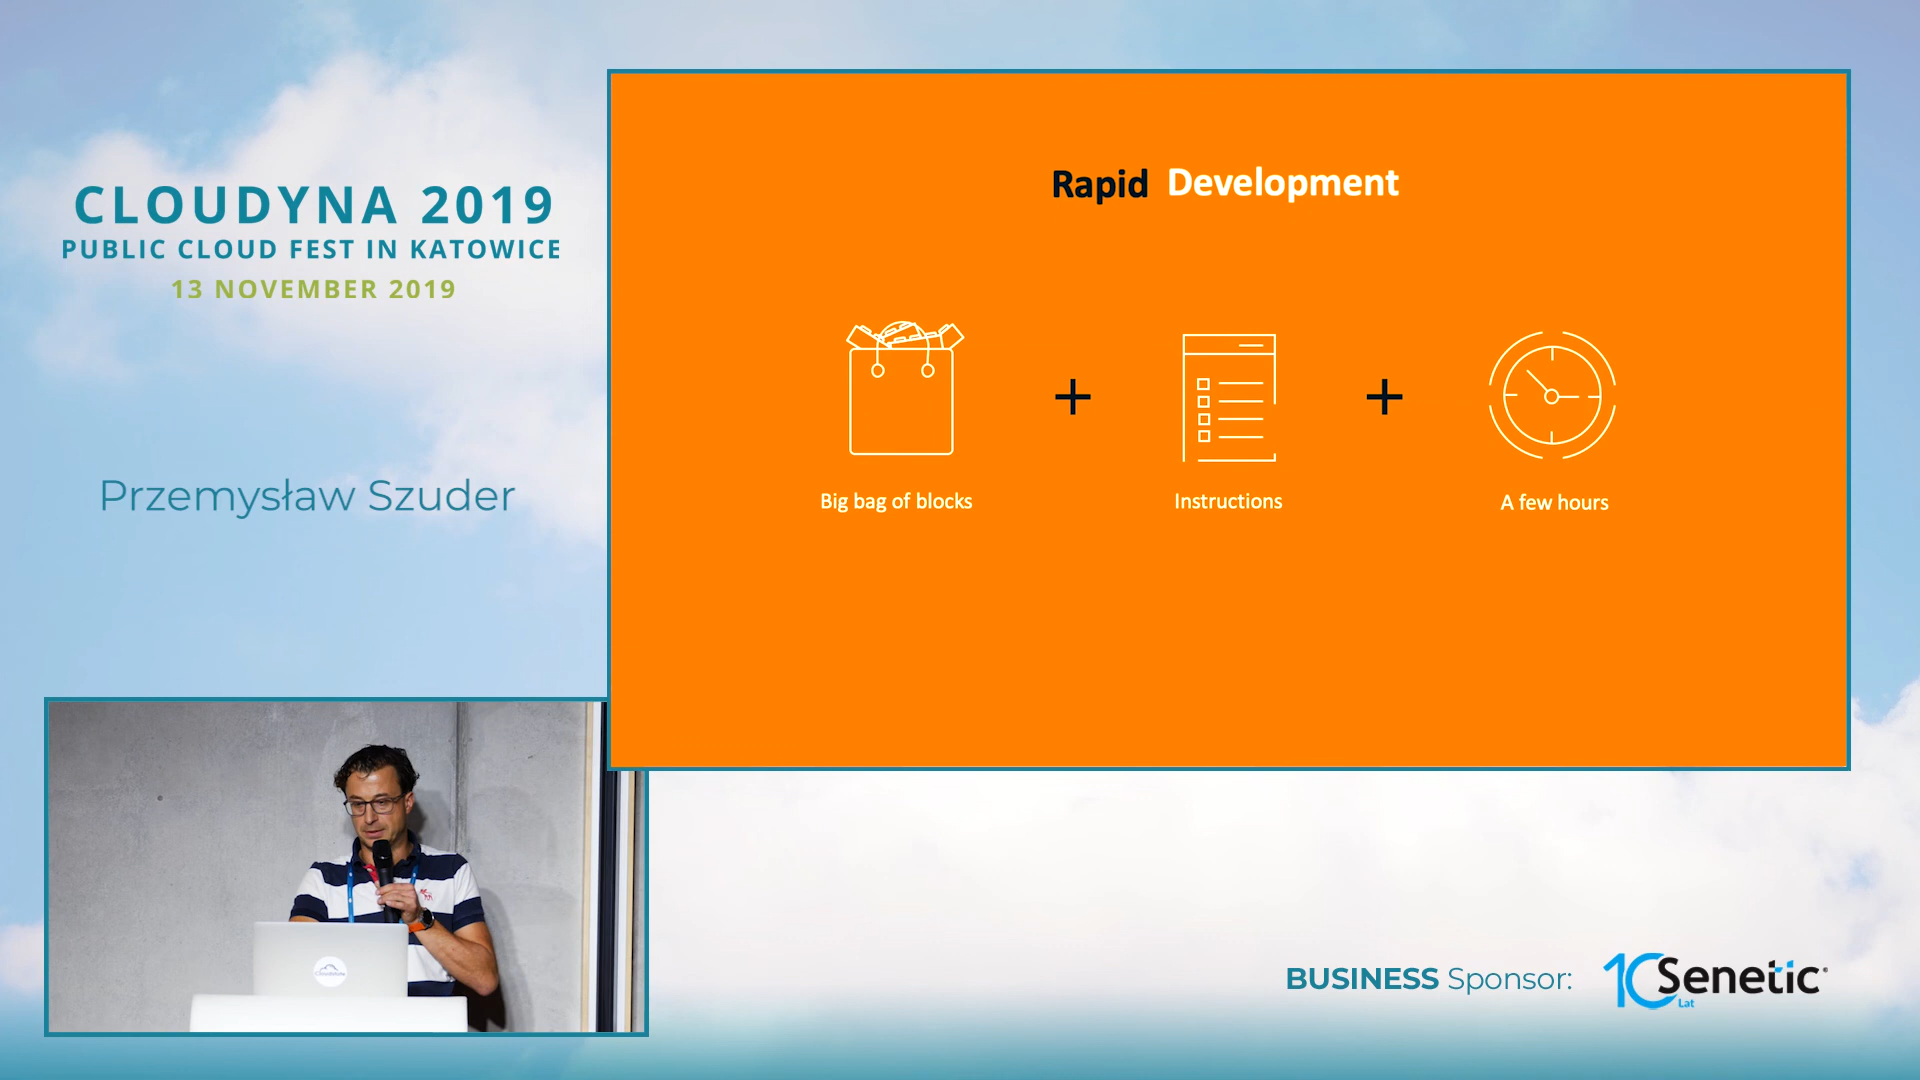 CLOUDYNA 2019
PUBLIC CLOUD FEST IN KATOWICE
13 NOVEMBER 2019
Przemysław Szuder
Rapid Development
+
+
Big bag of blocks
Instructions
A few hours
BUSINESS Sponsor:
10 Lat Senetic